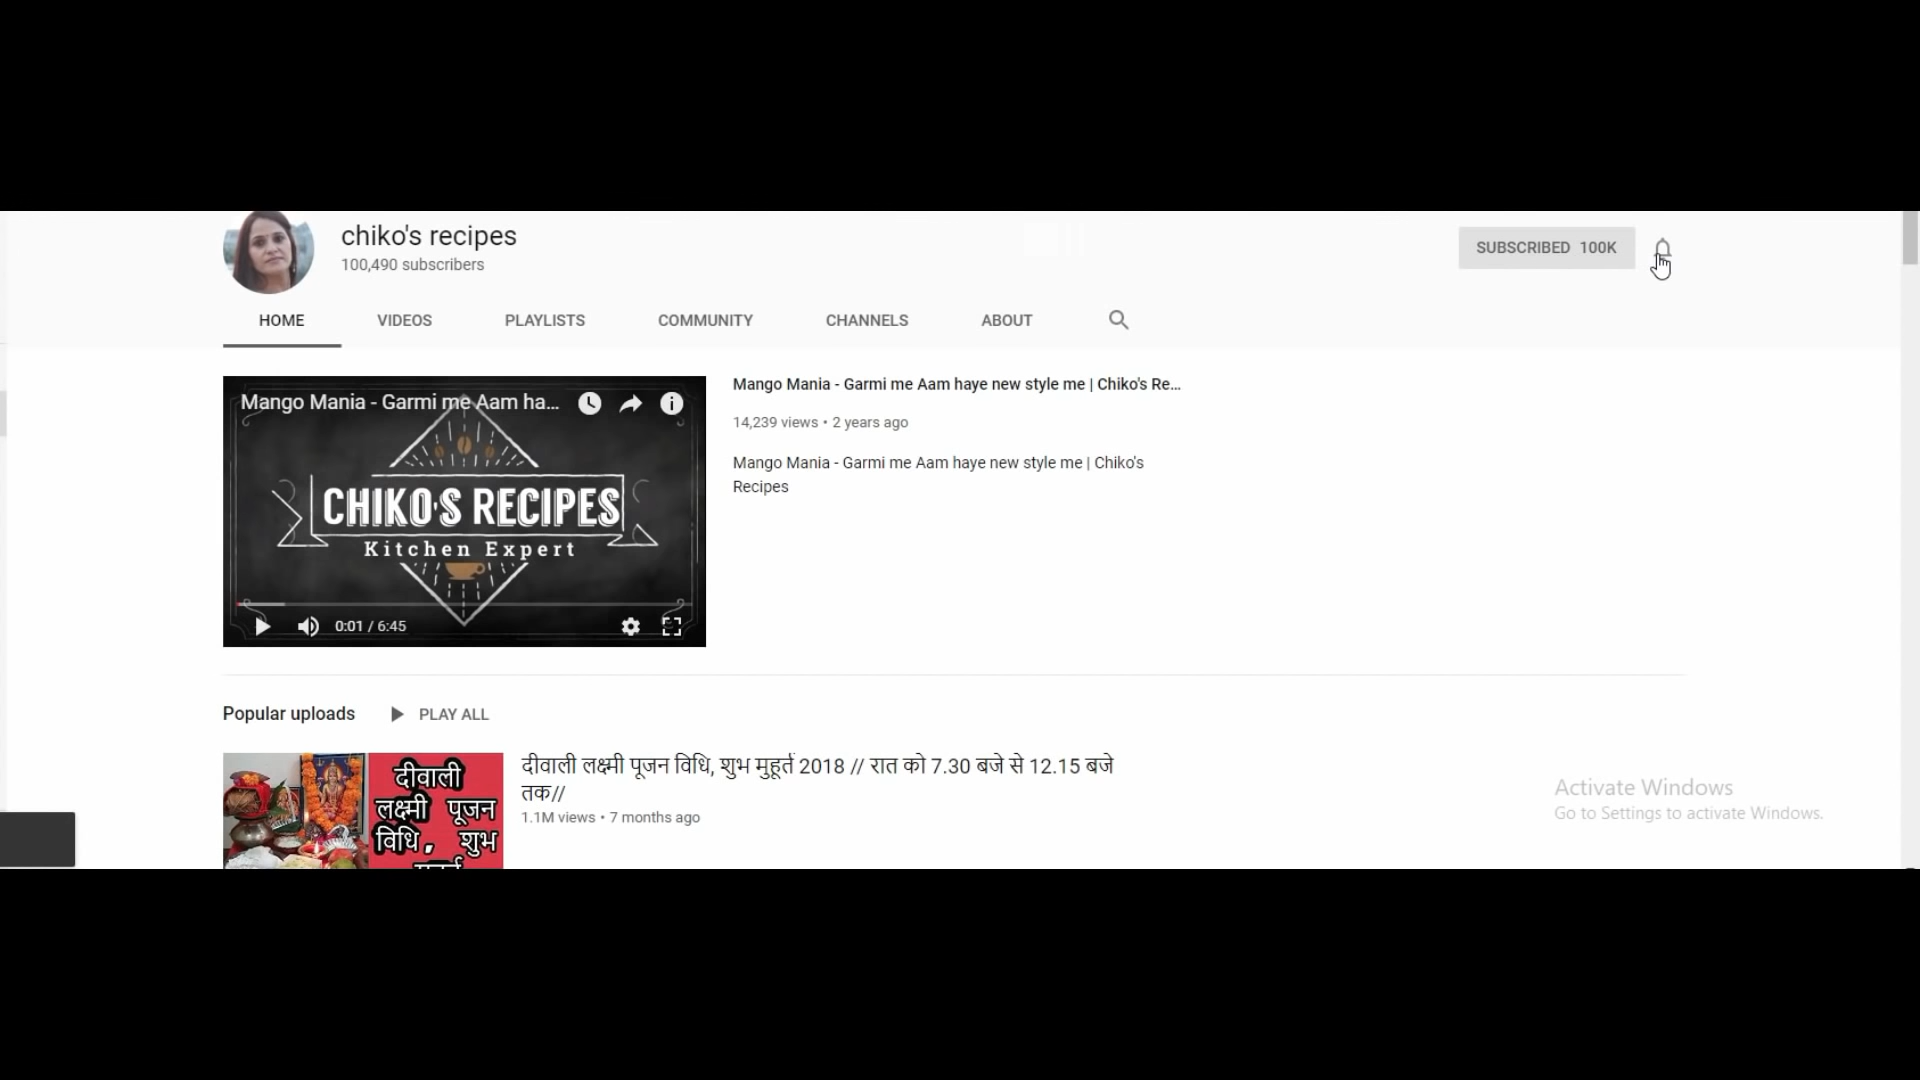 chiko's recipes
100,490 subscribers
SUBSCRIBED 100K
HOME VIDEOS PLAYLISTS COMMUNITY CHANNELS ABOUT
Mango Mania - Garmi me Aam ha...
CHIKO'S RECIPES
Kitchen Expert
0:01 / 6:45
Mango Mania - Garmi me Aam haye new style me | Chiko's Re...
14,239 views • 2 years ago
Mango Mania - Garmi me Aam haye new style me | Chiko's
Recipes
Popular uploads PLAY ALL
दीवाली
लक्ष्मी पूजन
विधि, शुभ
दीवाली लक्ष्मी पूजन विधि, शुभ मुहूर्त 2018 // रात को 7.30 बजे से 12.15 बजे
तक//
1.1M views • 7 months ago
Activate Windows
Go to Settings to activate Windows.